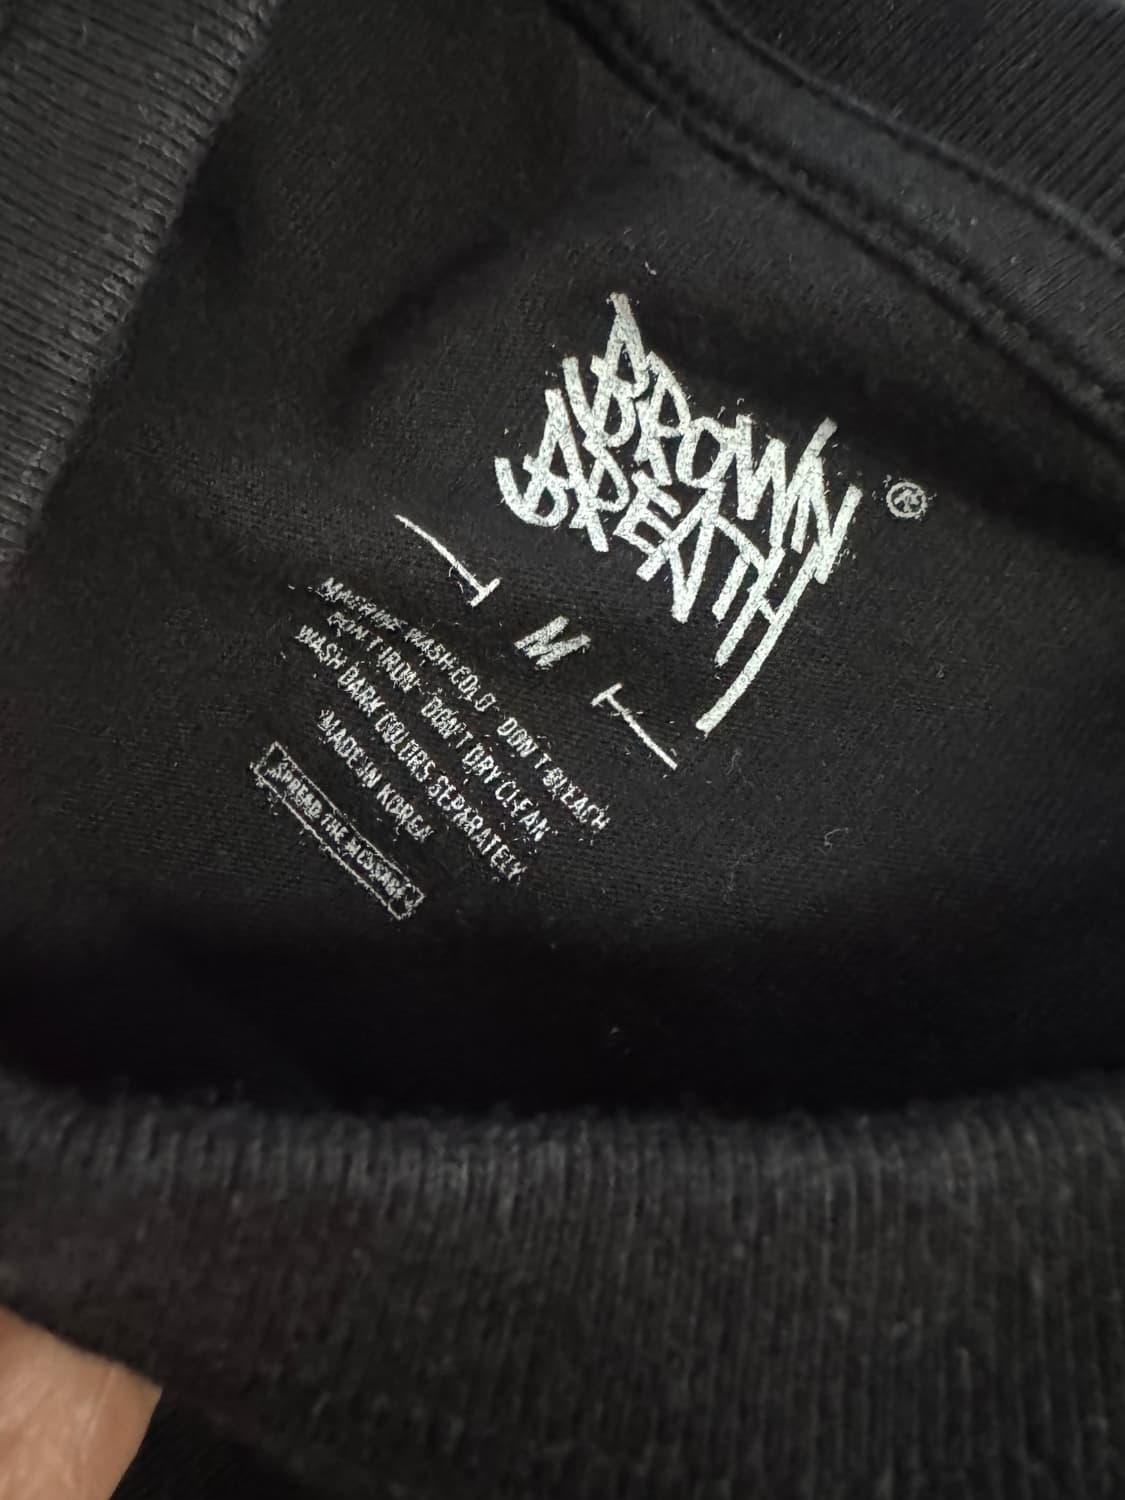 BROWN
BREATH
®
M
MACHINE WASH COLD DON'T BLEACH
DON'T IRON DON'T DRY CLEAN
WASH DARK COLORS SEPARATELY
MADE IN KOREA
SPREAD THE MESSAGE